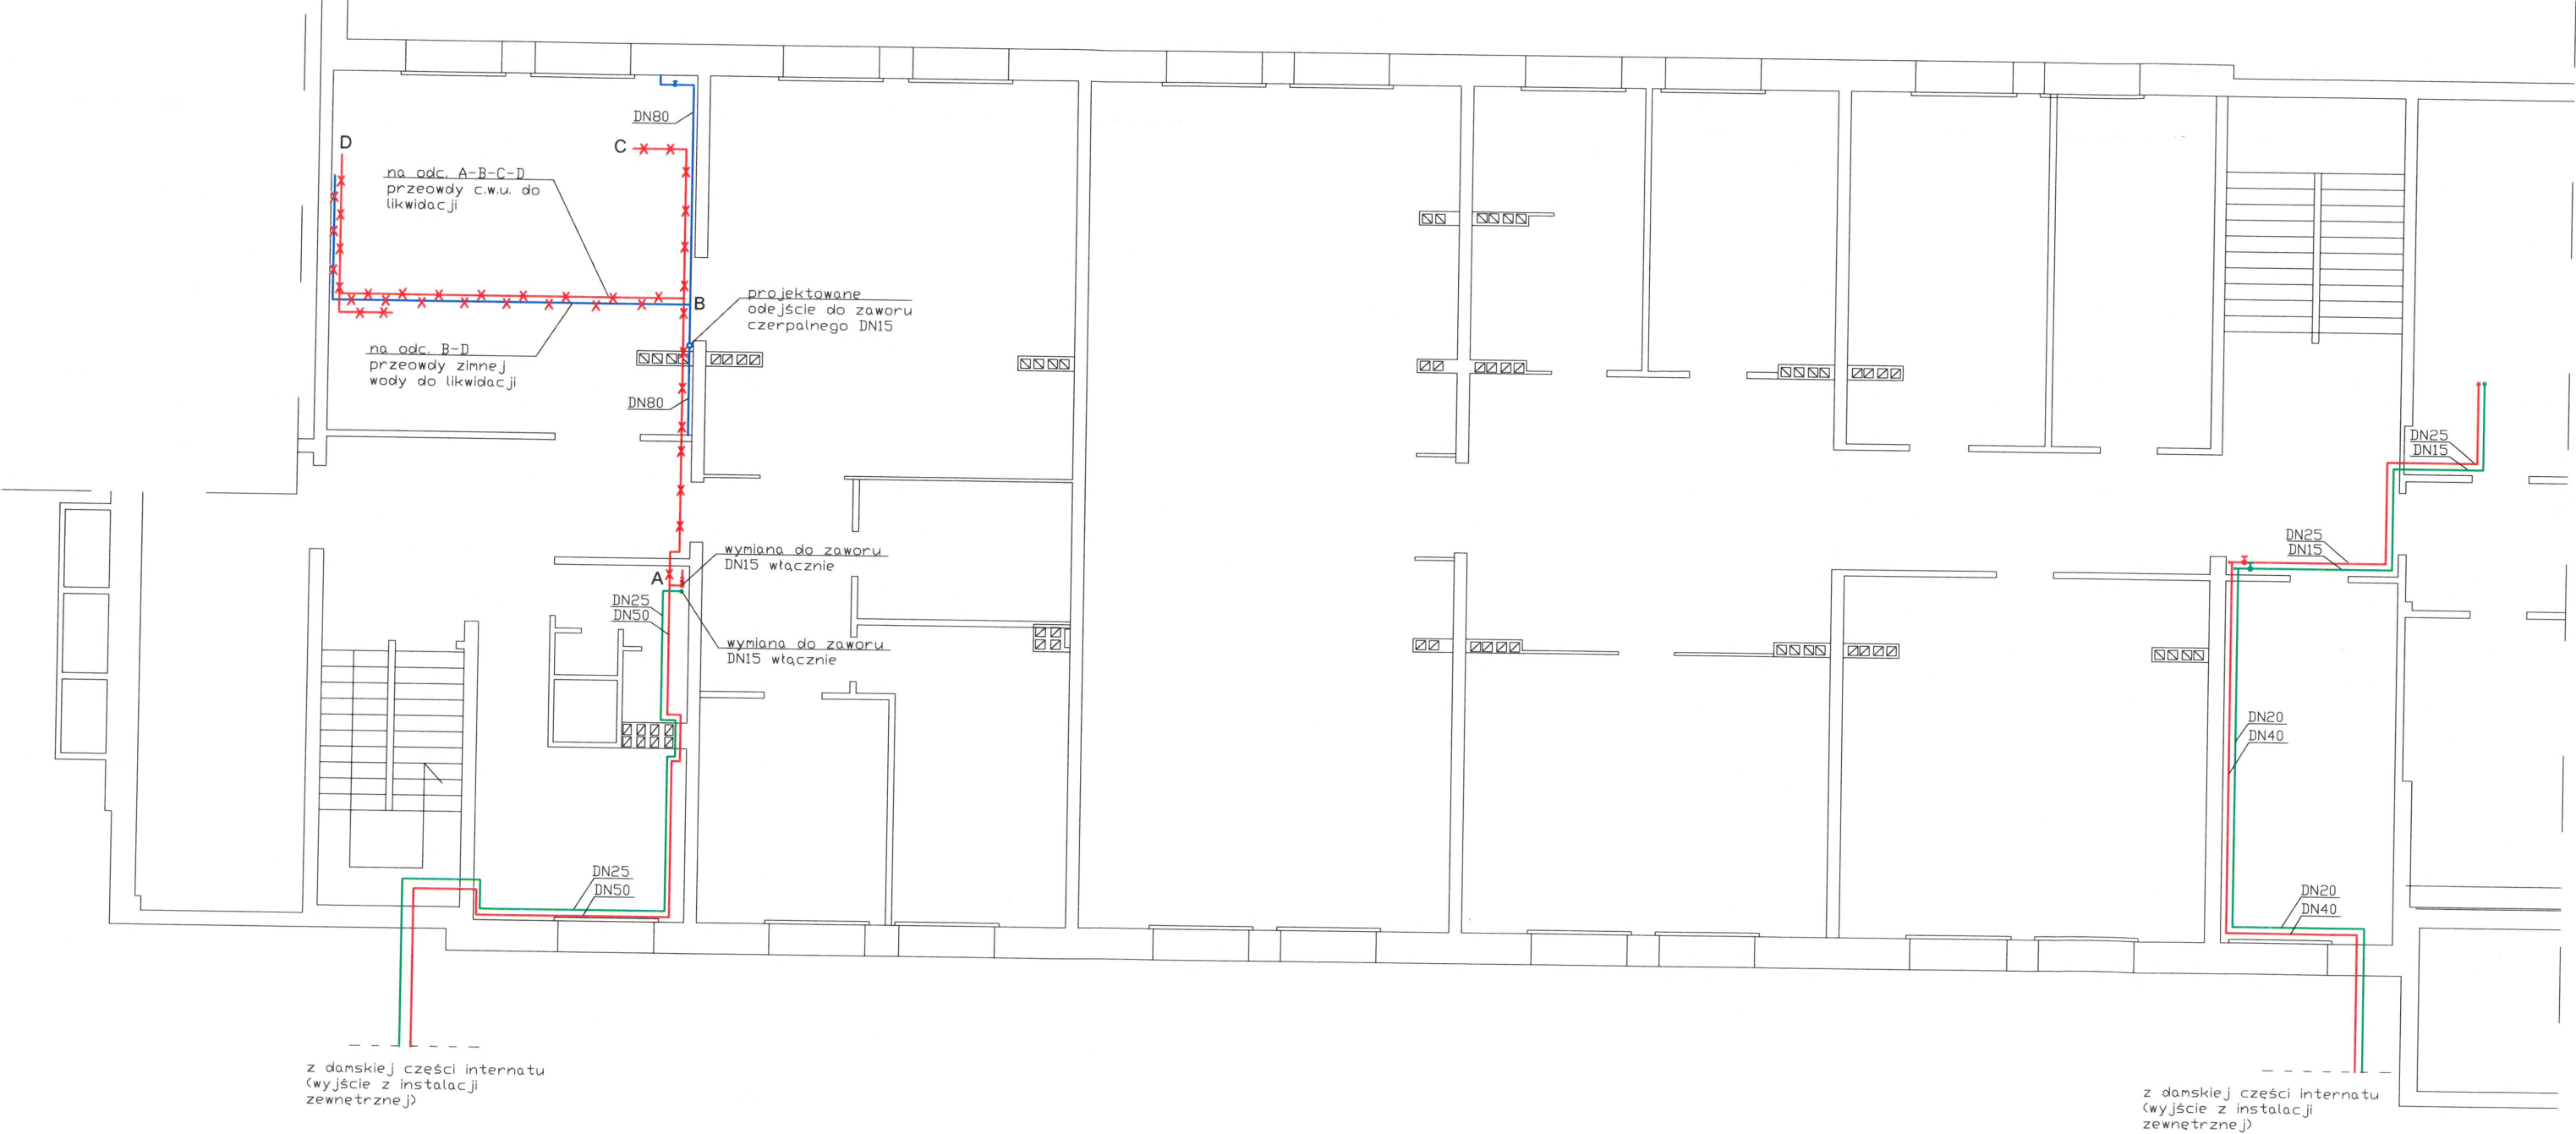 DN80
D
C
na odc. A-B-C-D
przeowdy c.w.u. do
likwidacji
B
projektowane
odejście do zaworu
czerpalnego DN15
na odc. B-D
przeowdy zimnej
wody do likwidacji
DN80
DN25
DN15
DN25
DN15
wymiana do zaworu
DN15 włącznie
A
DN25
DN50
wymiana do zaworu
DN15 włącznie
DN20
DN40
DN25
DN50
DN20
DN40
z damskiej części internatu
(wyjście z instalacji
zewnętrznej)
z damskiej części internatu
(wyjście z instalacji
zewnętrznej)